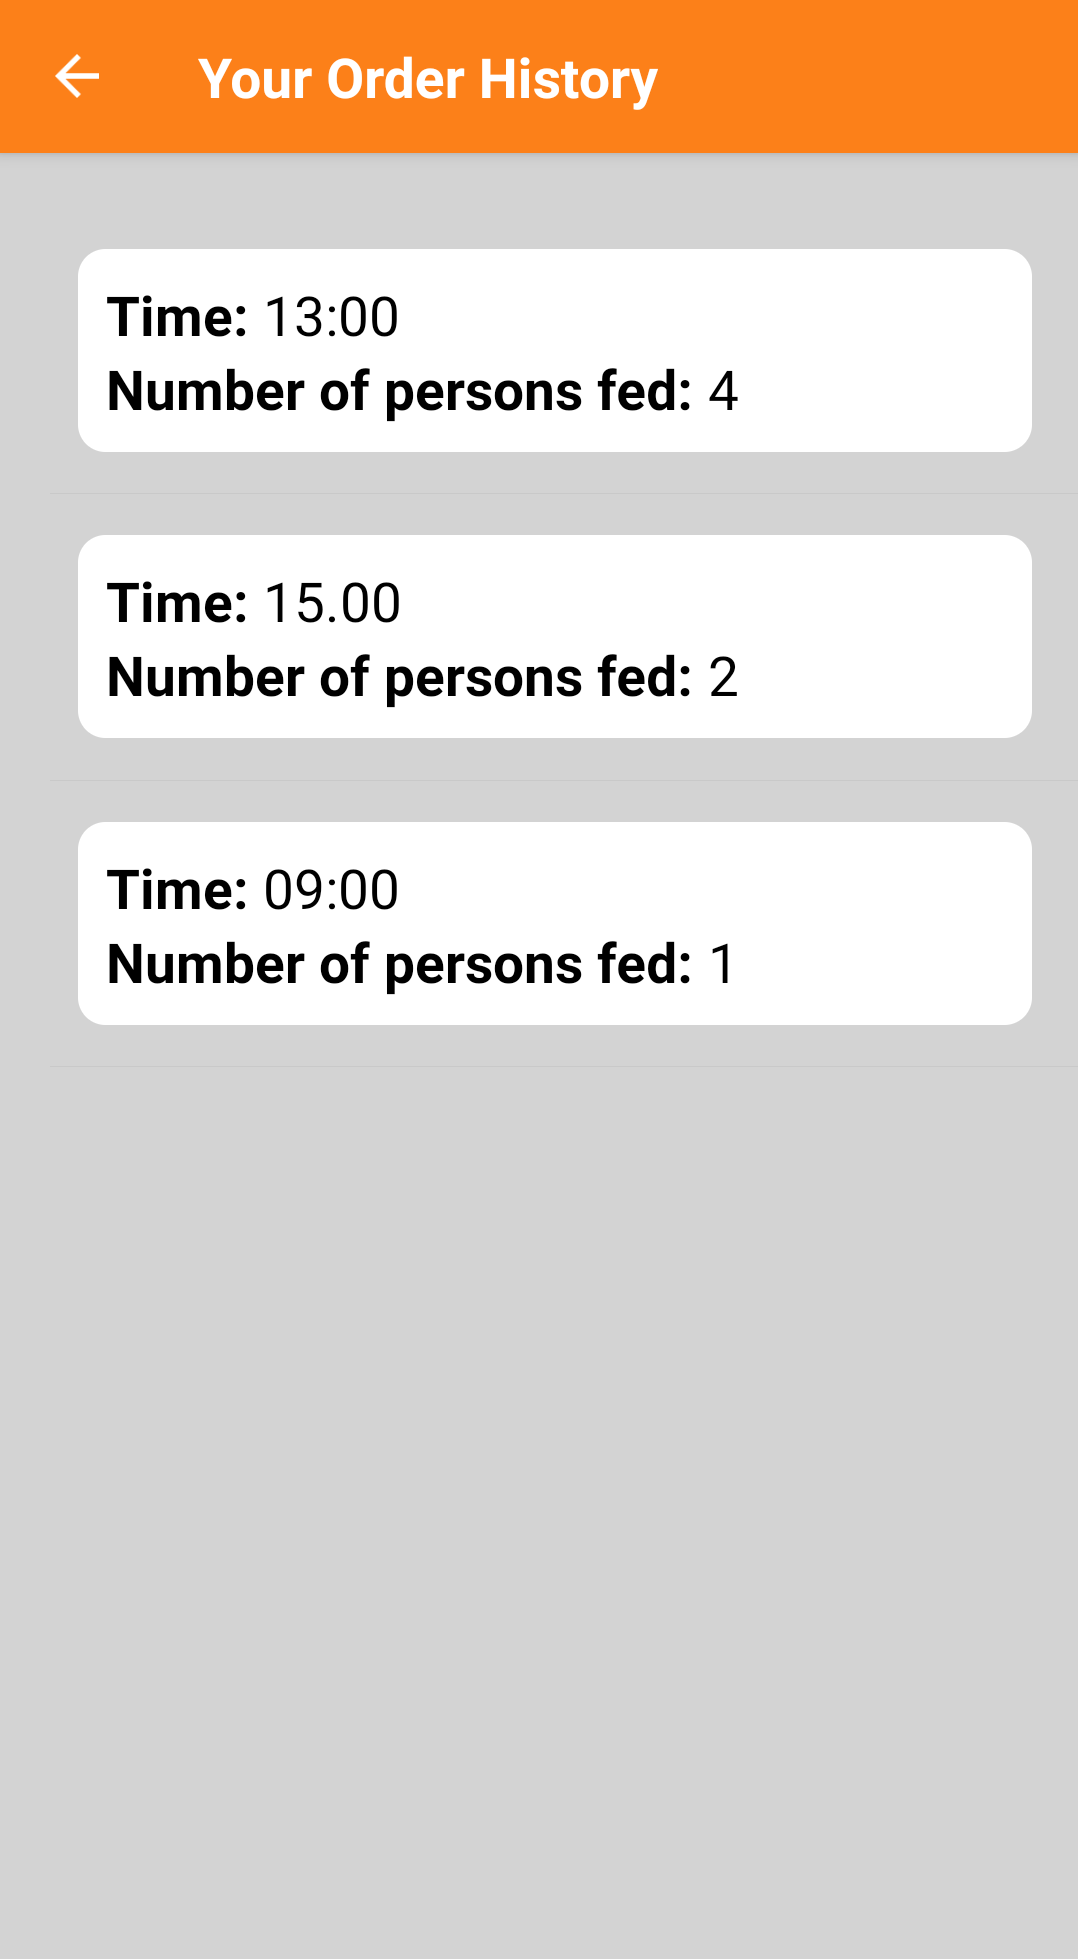 Your Order History
Time: 13:00
Number of persons fed: 4
Time: 15.00
Number of persons fed: 2
Time: 09:00
Number of persons fed: 1